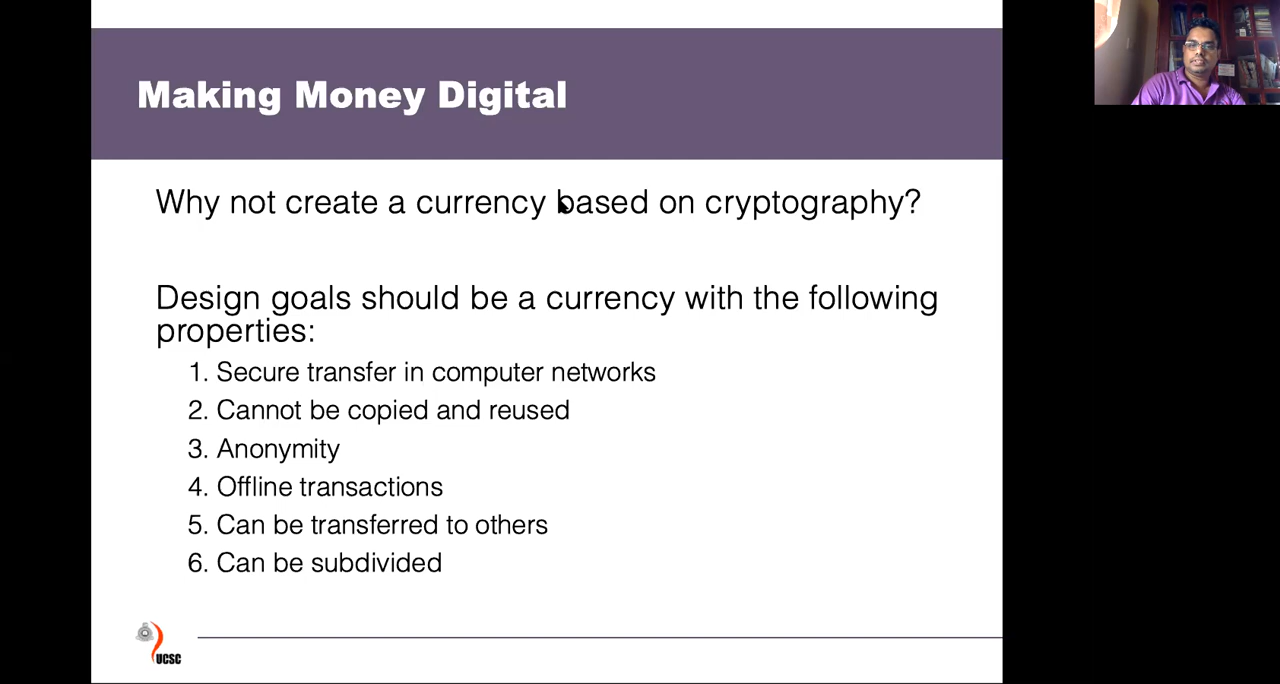 Making Money Digital
Why not create a currency based on cryptography?
Design goals should be a currency with the following
properties:
1. Secure transfer in computer networks
2. Cannot be copied and reused
3. Anonymity
4. Offline transactions
5. Can be transferred to others
6. Can be subdivided
UCSC